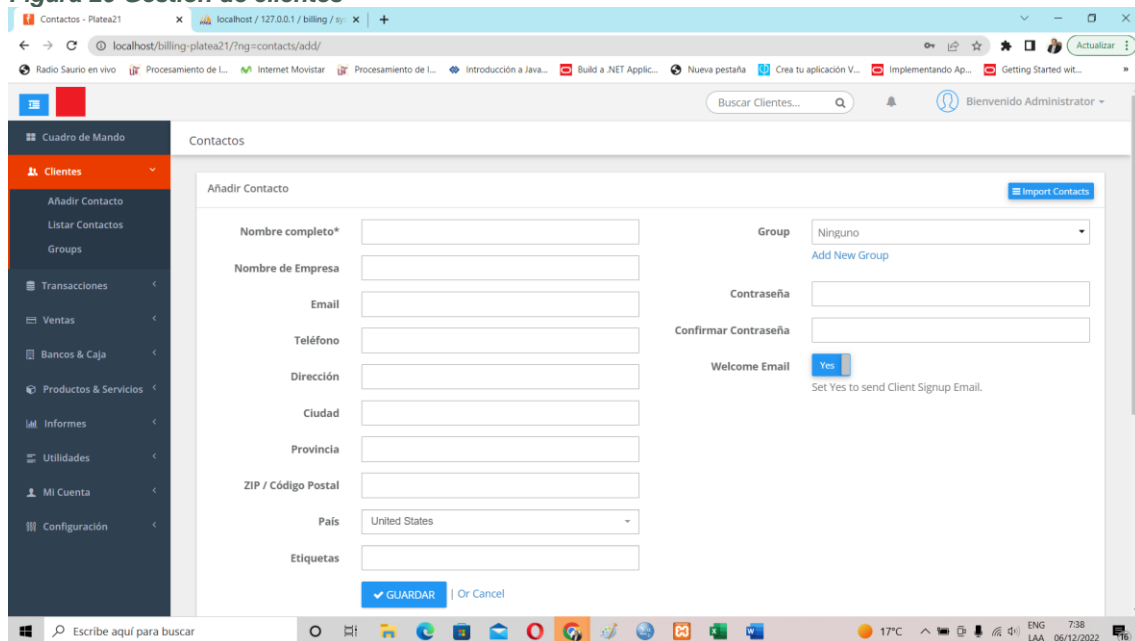 Contactos - Platea21
localhost / 127.0.0.1 / billing / sy
localhost/billing-platea21/?ng=contacts/add/
Actualizar
Radio Saurio en vivo
Procesamiento de l...
Internet Movistar
Procesamiento de l...
Introducción a Java...
Build a .NET Applic...
Nueva pestaña
Crea tu aplicación V...
Implementando Ap...
Getting Started wit...
»
Buscar Clientes...
Bienvenido Administrator
Cuadro de Mando
Contactos
Clientes
Añadir Contacto
Listar Contactos
Groups
Transacciones
Ventas
Bancos & Caja
Productos & Servicios
Informes
Utilidades
Mi Cuenta
Configuración
Añadir Contacto
Import Contacts
Nombre completo*
Nombre de Empresa
Email
Teléfono
Dirección
Ciudad
Provincia
ZIP / Código Postal
País
United States
Etiquetas
GUARDAR | Or Cancel
Group
Ninguno
Add New Group
Contraseña
Confirmar Contraseña
Welcome Email
Yes
Set Yes to send Client Signup Email.
Escribe aquí para buscar
17°C
ENG
LAA
7:38
06/12/2022
16